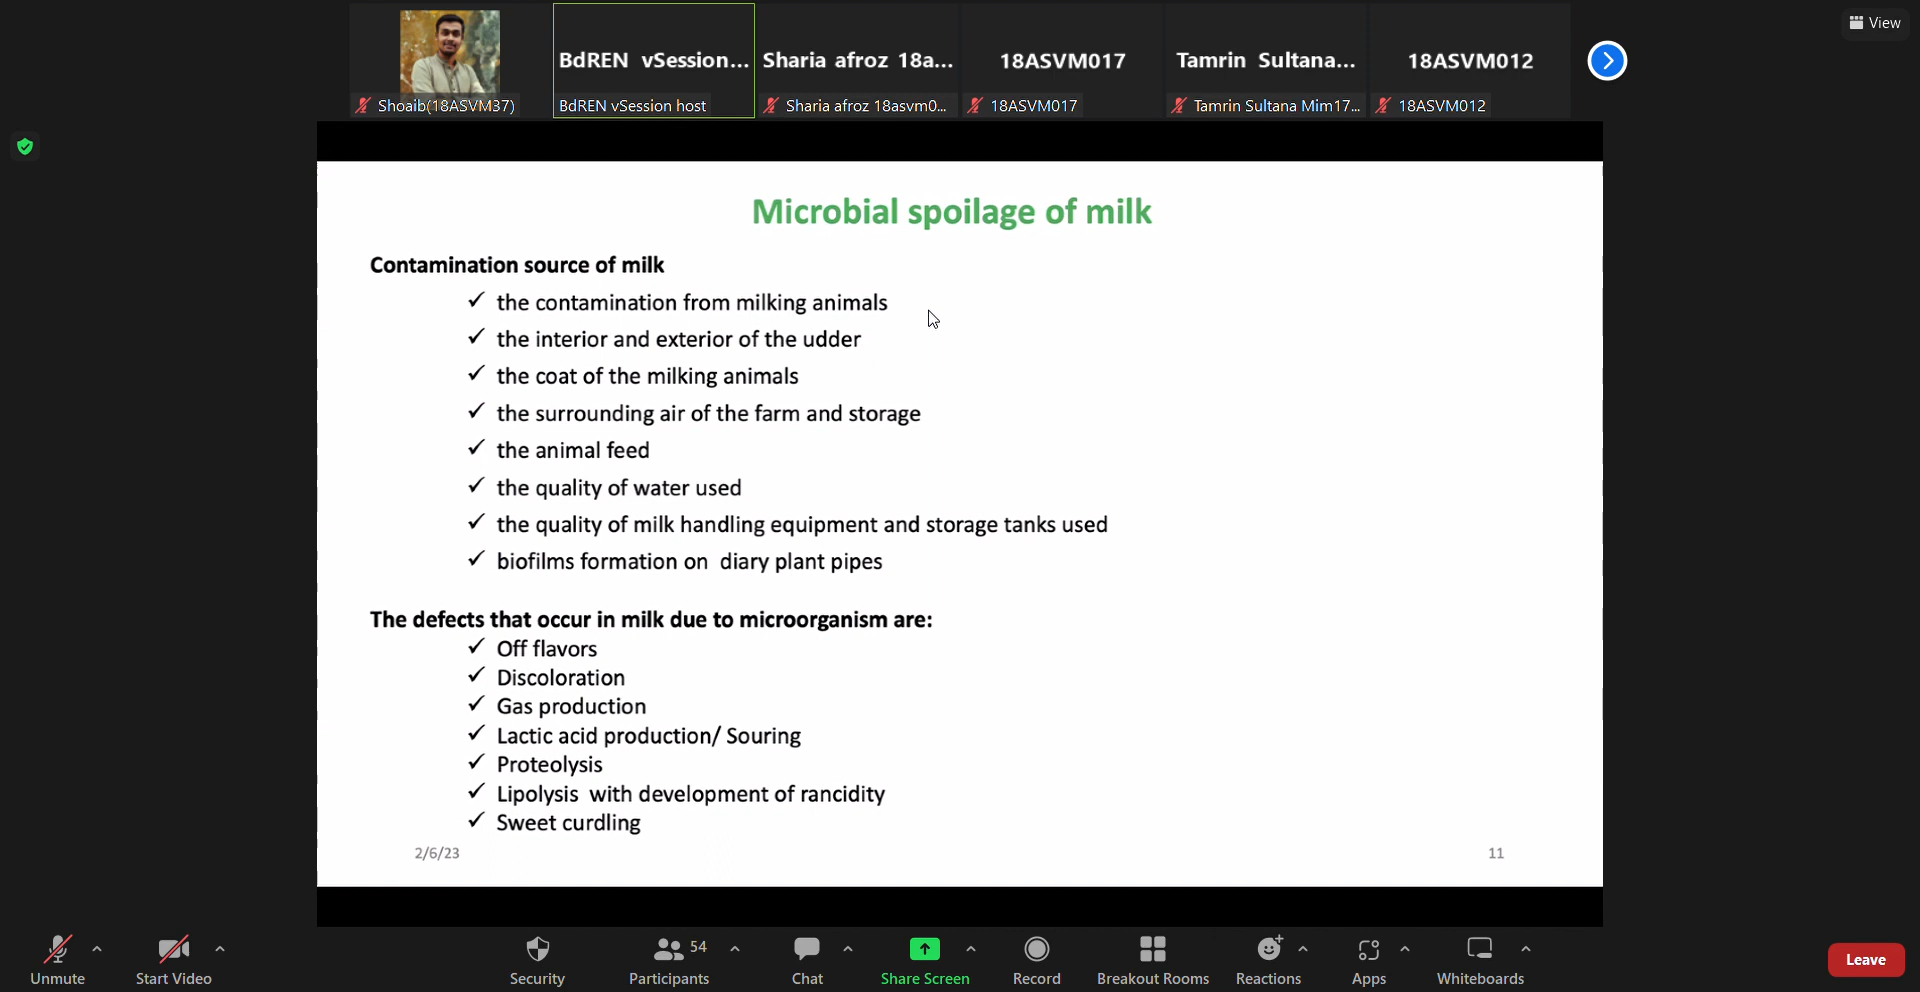 View
BdREN vSession...
Sharia afroz 18a...
18ASVM017
Tamrin Sultana...
18ASVM012
Shoaib(18ASVM37)
BdREN vSession host
Sharia afroz 18asvm0...
18ASVM017
Tamrin Sultana Mim17...
18ASVM012
Microbial spoilage of milk
Contamination source of milk
✓ the contamination from milking animals
✓ the interior and exterior of the udder
✓ the coat of the milking animals
✓ the surrounding air of the farm and storage
✓ the animal feed
✓ the quality of water used
✓ the quality of milk handling equipment and storage tanks used
✓ biofilms formation on diary plant pipes
The defects that occur in milk due to microorganism are:
✓ Off flavors
✓ Discoloration
✓ Gas production
✓ Lactic acid production/ Souring
✓ Proteolysis
✓ Lipolysis with development of rancidity
✓ Sweet curdling
2/6/23
11
Unmute
Start Video
Security
54
Participants
Chat
Share Screen
Record
Breakout Rooms
Reactions
Apps
Whiteboards
Leave